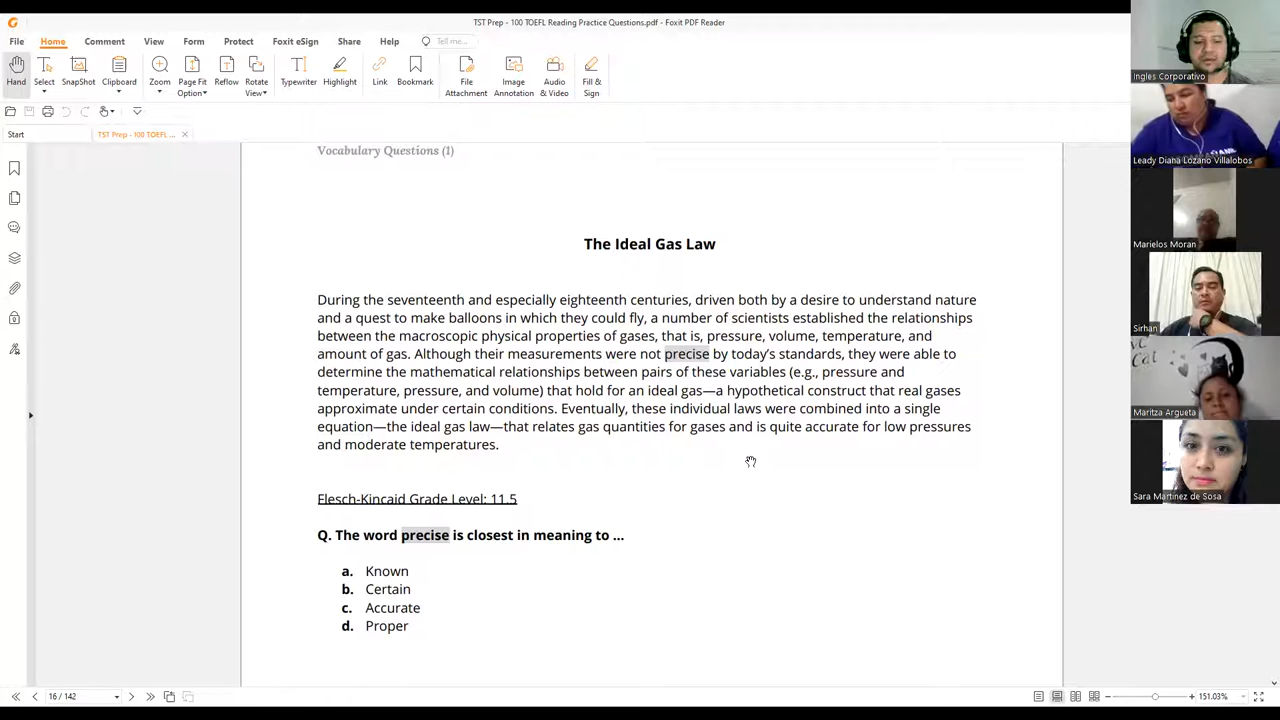 TST Prep - 100 TOEFL Reading Practice Questions.pdf - Foxit PDF Reader
File Home Comment View Form Protect Foxit eSign Share Help Tell me...
Hand Select SnapShot Clipboard Zoom Page Fit Option Reflow Rotate View Typewriter Highlight Link Bookmark File Attachment Image Annotation Audio & Video Fill & Sign
Start TST Prep - 100 TOEFL ...
Vocabulary Questions (1)
The Ideal Gas Law
During the seventeenth and especially eighteenth centuries, driven both by a desire to understand nature
and a quest to make balloons in which they could fly, a number of scientists established the relationships
between the macroscopic physical properties of gases, that is, pressure, volume, temperature, and
amount of gas. Although their measurements were not precise by today's standards, they were able to
determine the mathematical relationships between pairs of these variables (e.g., pressure and
temperature, pressure, and volume) that hold for an ideal gas—a hypothetical construct that real gases
approximate under certain conditions. Eventually, these individual laws were combined into a single
equation—the ideal gas law—that relates gas quantities for gases and is quite accurate for low pressures
and moderate temperatures.
Flesch-Kincaid Grade Level: 11.5
Q. The word precise is closest in meaning to ...
a. Known
b. Certain
c. Accurate
d. Proper
16 / 142
151.03%
Ingles Corporativo
Leady Diana Lozano Villalobos
Marielos Moran
Sirhan
Cat
Maritza Argueta
Sara Martinez de Sosa